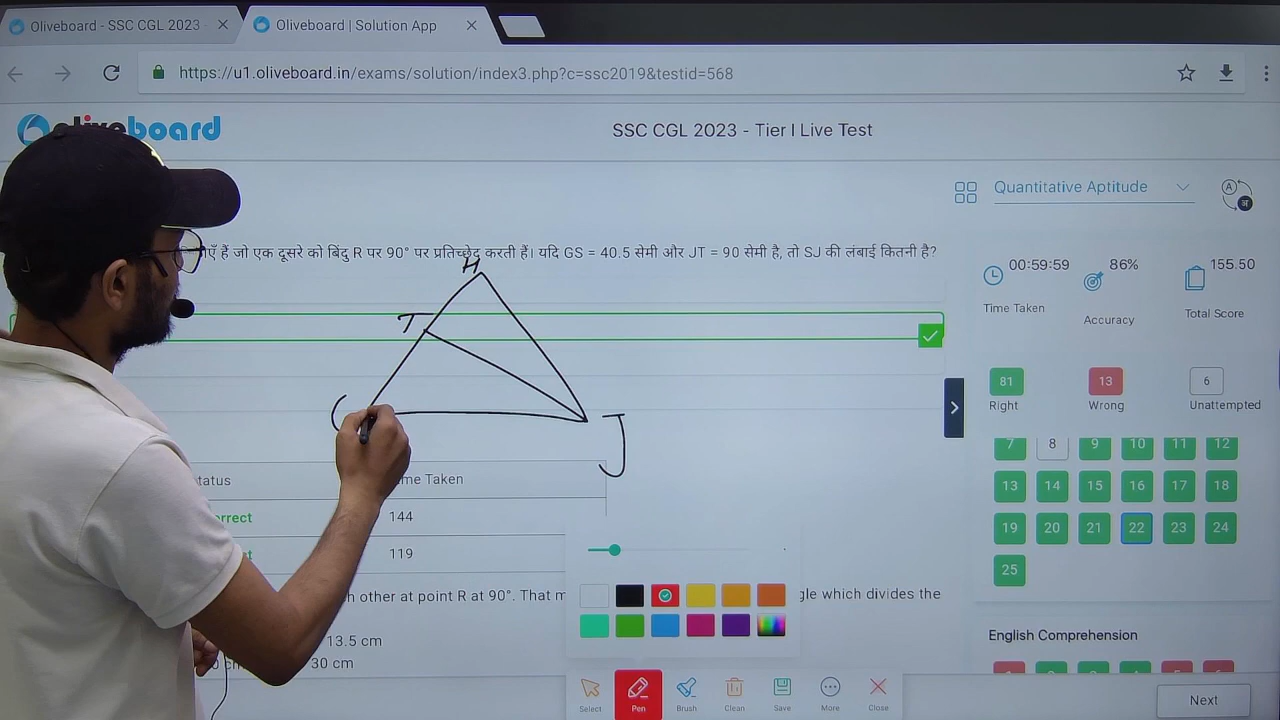 Oliveboard - SSC CGL 2023 -
Oliveboard | Solution App
https://u1.oliveboard.in/exams/solution/index3.php?c=ssc2019&testid=568
oliveboard
SSC CGL 2023 - Tier I Live Test
Quantitative Aptitude
हैं जो एक दूसरे को बिंदु R पर 90° पर प्रतिच्छेद करती हैं। यदि GS = 40.5 सेमी और JT = 90 सेमी है, तो SJ की लंबाई कितनी है?
00:59:59
86%
155.50
Time Taken
Accuracy
Total Score
H
T
J
81
13
6
Right
Wrong
Unattempted
7 8 9 10 11 12
13 14 15 16 17 18
19 20 21 22 23 24
25
Time Taken
144
119
other at point R at 90°. That
which divides the
13.5 cm
30 cm
English Comprehension
Select
Pen
Brush
Clean
Save
More
Close
Next